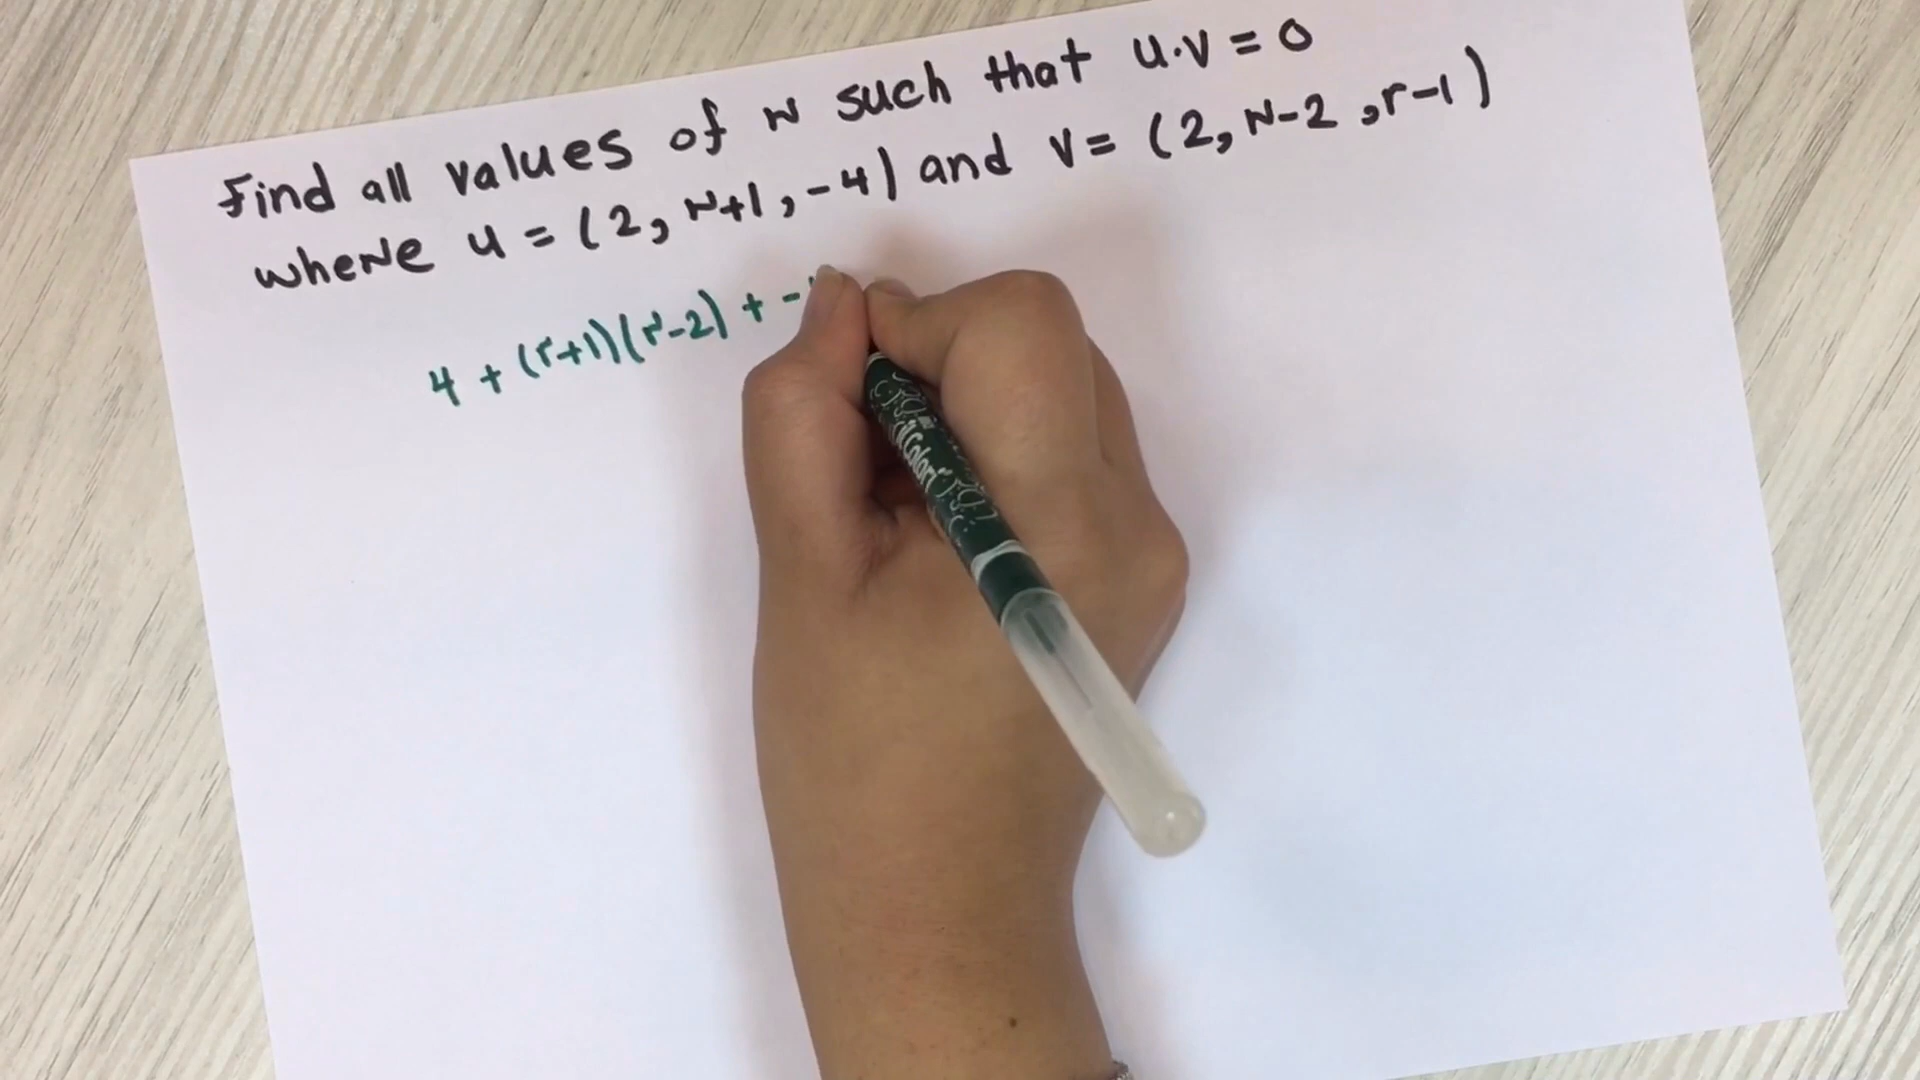 Find all values of r such that u·v = 0
where u = (2, r+1, -4) and v = (2, r-2, r-1)
4 + (r+1)(r-2) + -